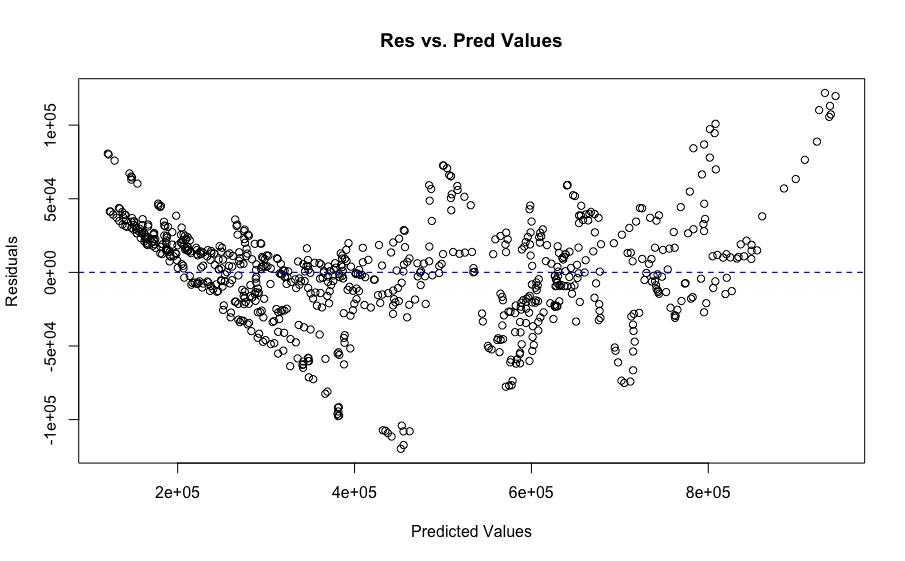 Res vs. Pred Values
Residuals
1e+05
5e+04
0e+00
-5e+04
-1e+05
2e+05 4e+05 6e+05 8e+05
Predicted Values